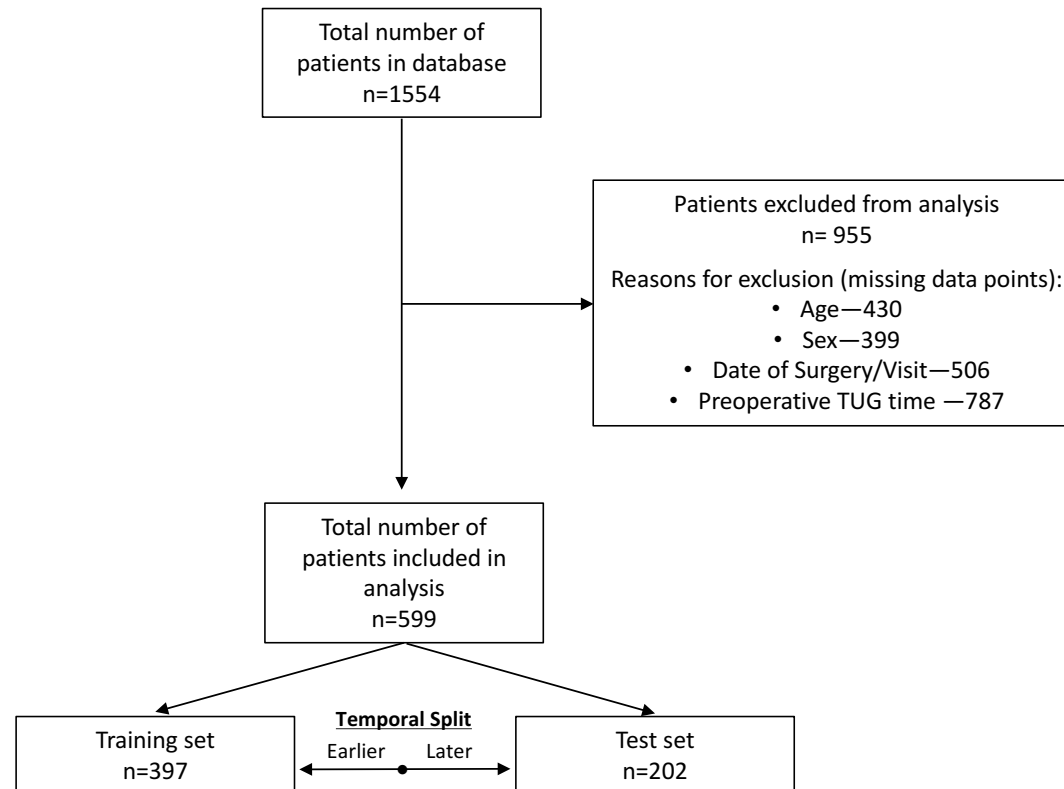 Total number of
patients in database
n=1554
Patients excluded from analysis
n= 955
Reasons for exclusion (missing data points):
• Age—430
• Sex—399
• Date of Surgery/Visit—506
• Preoperative TUG time —787
Total number of
patients included in
analysis
n=599
Training set
n=397
Temporal Split
Earlier Later
Test set
n=202